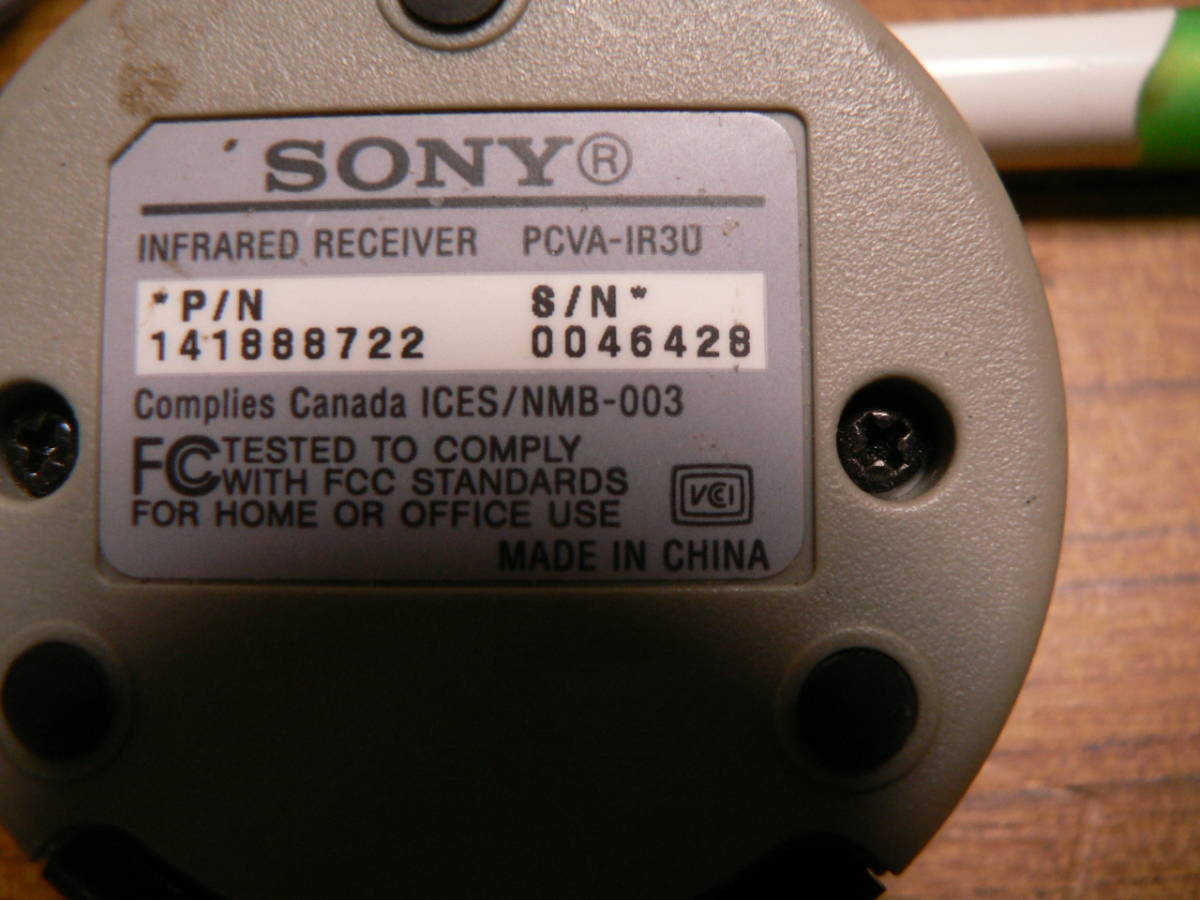 SONY®
INFRARED RECEIVER PCVA-IR3U
*P/N S/N*
141888722 0046428
Complies Canada ICES/NMB-003
FC TESTED TO COMPLY
WITH FCC STANDARDS
FOR HOME OR OFFICE USE
VCCI
MADE IN CHINA